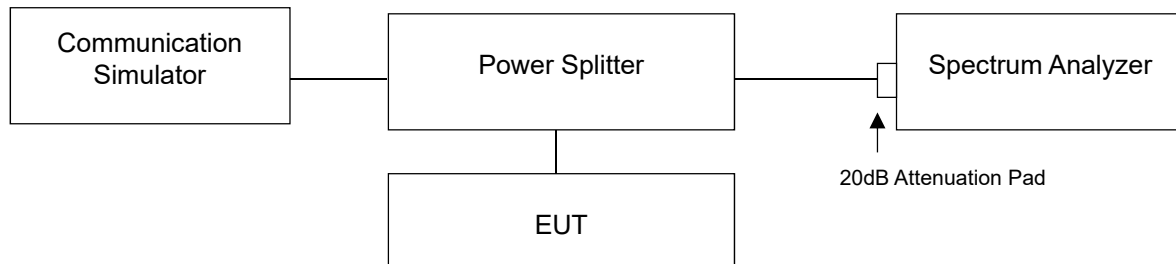 Communication
Simulator
Power Splitter
Spectrum Analyzer
20dB Attenuation Pad
EUT